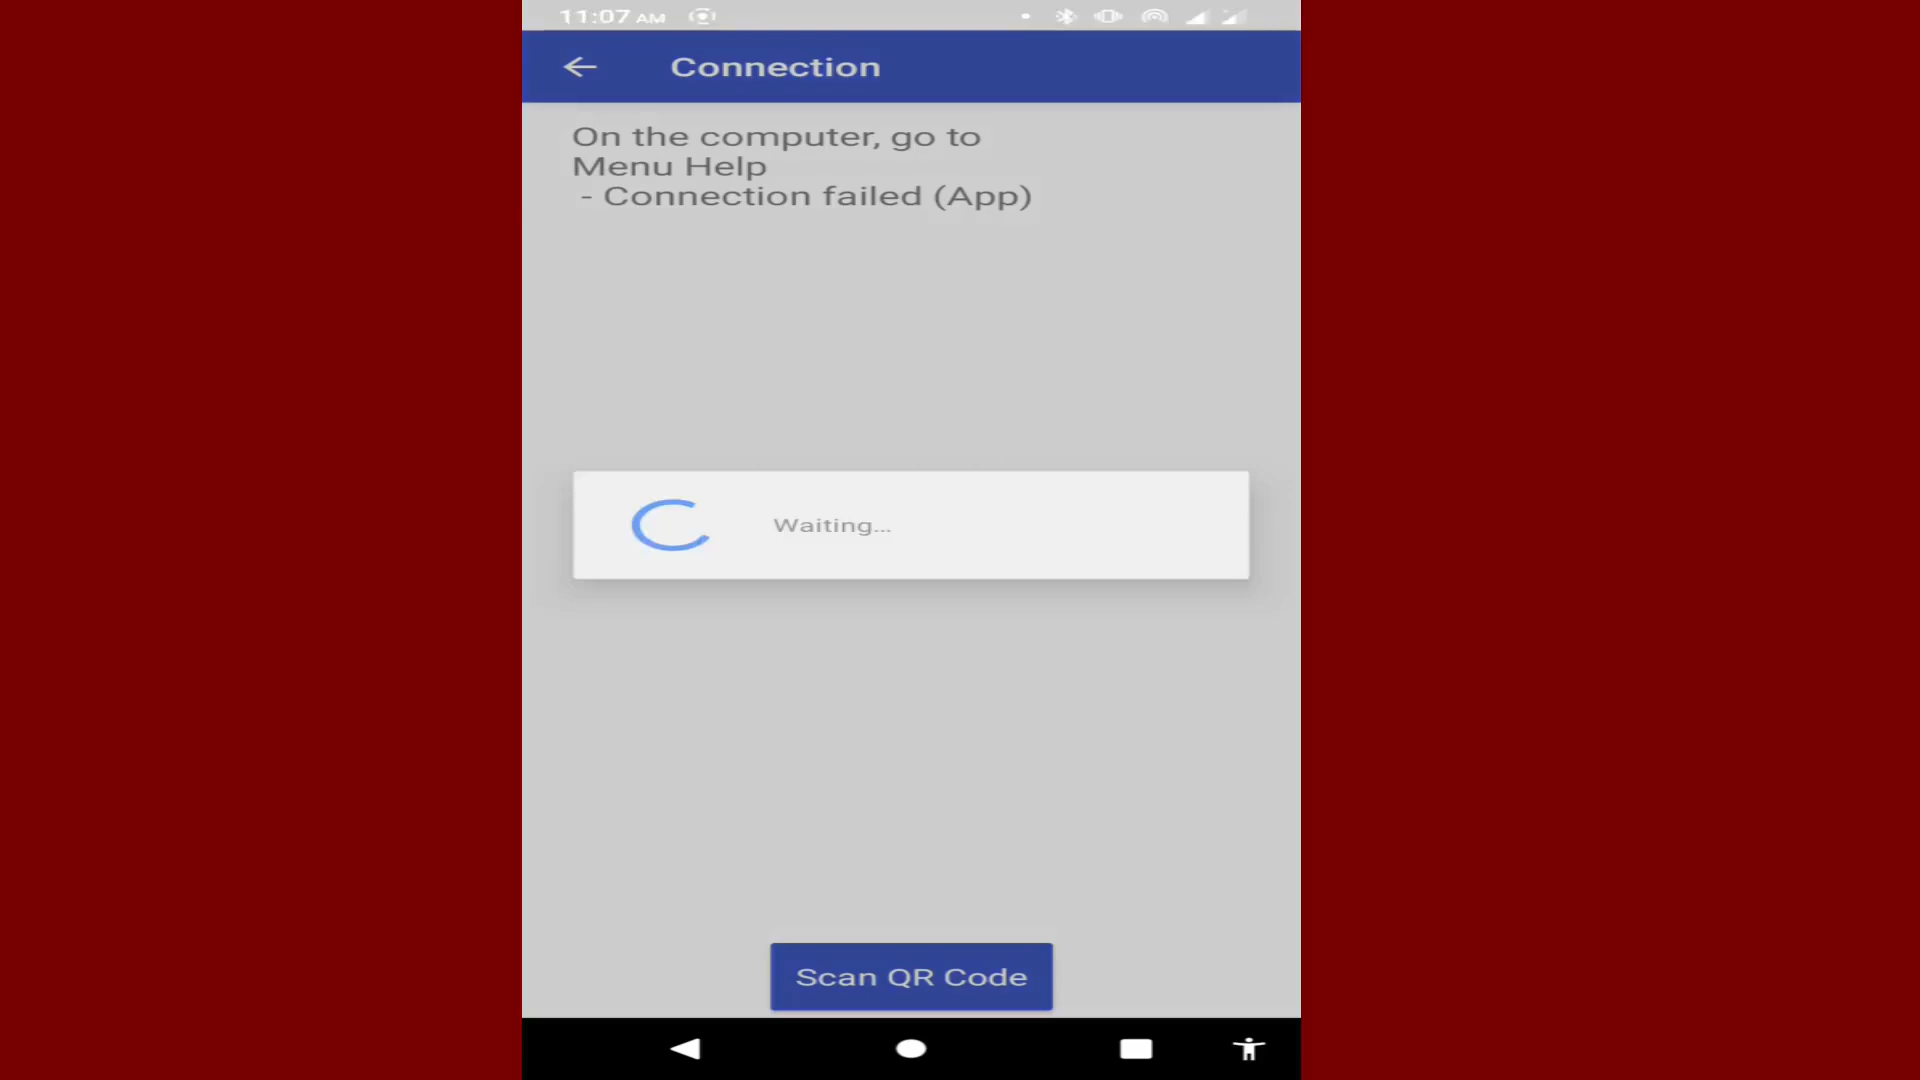 11:07 AM
Connection
On the computer, go to
Menu Help
- Connection failed (App)
Waiting...
Scan QR Code